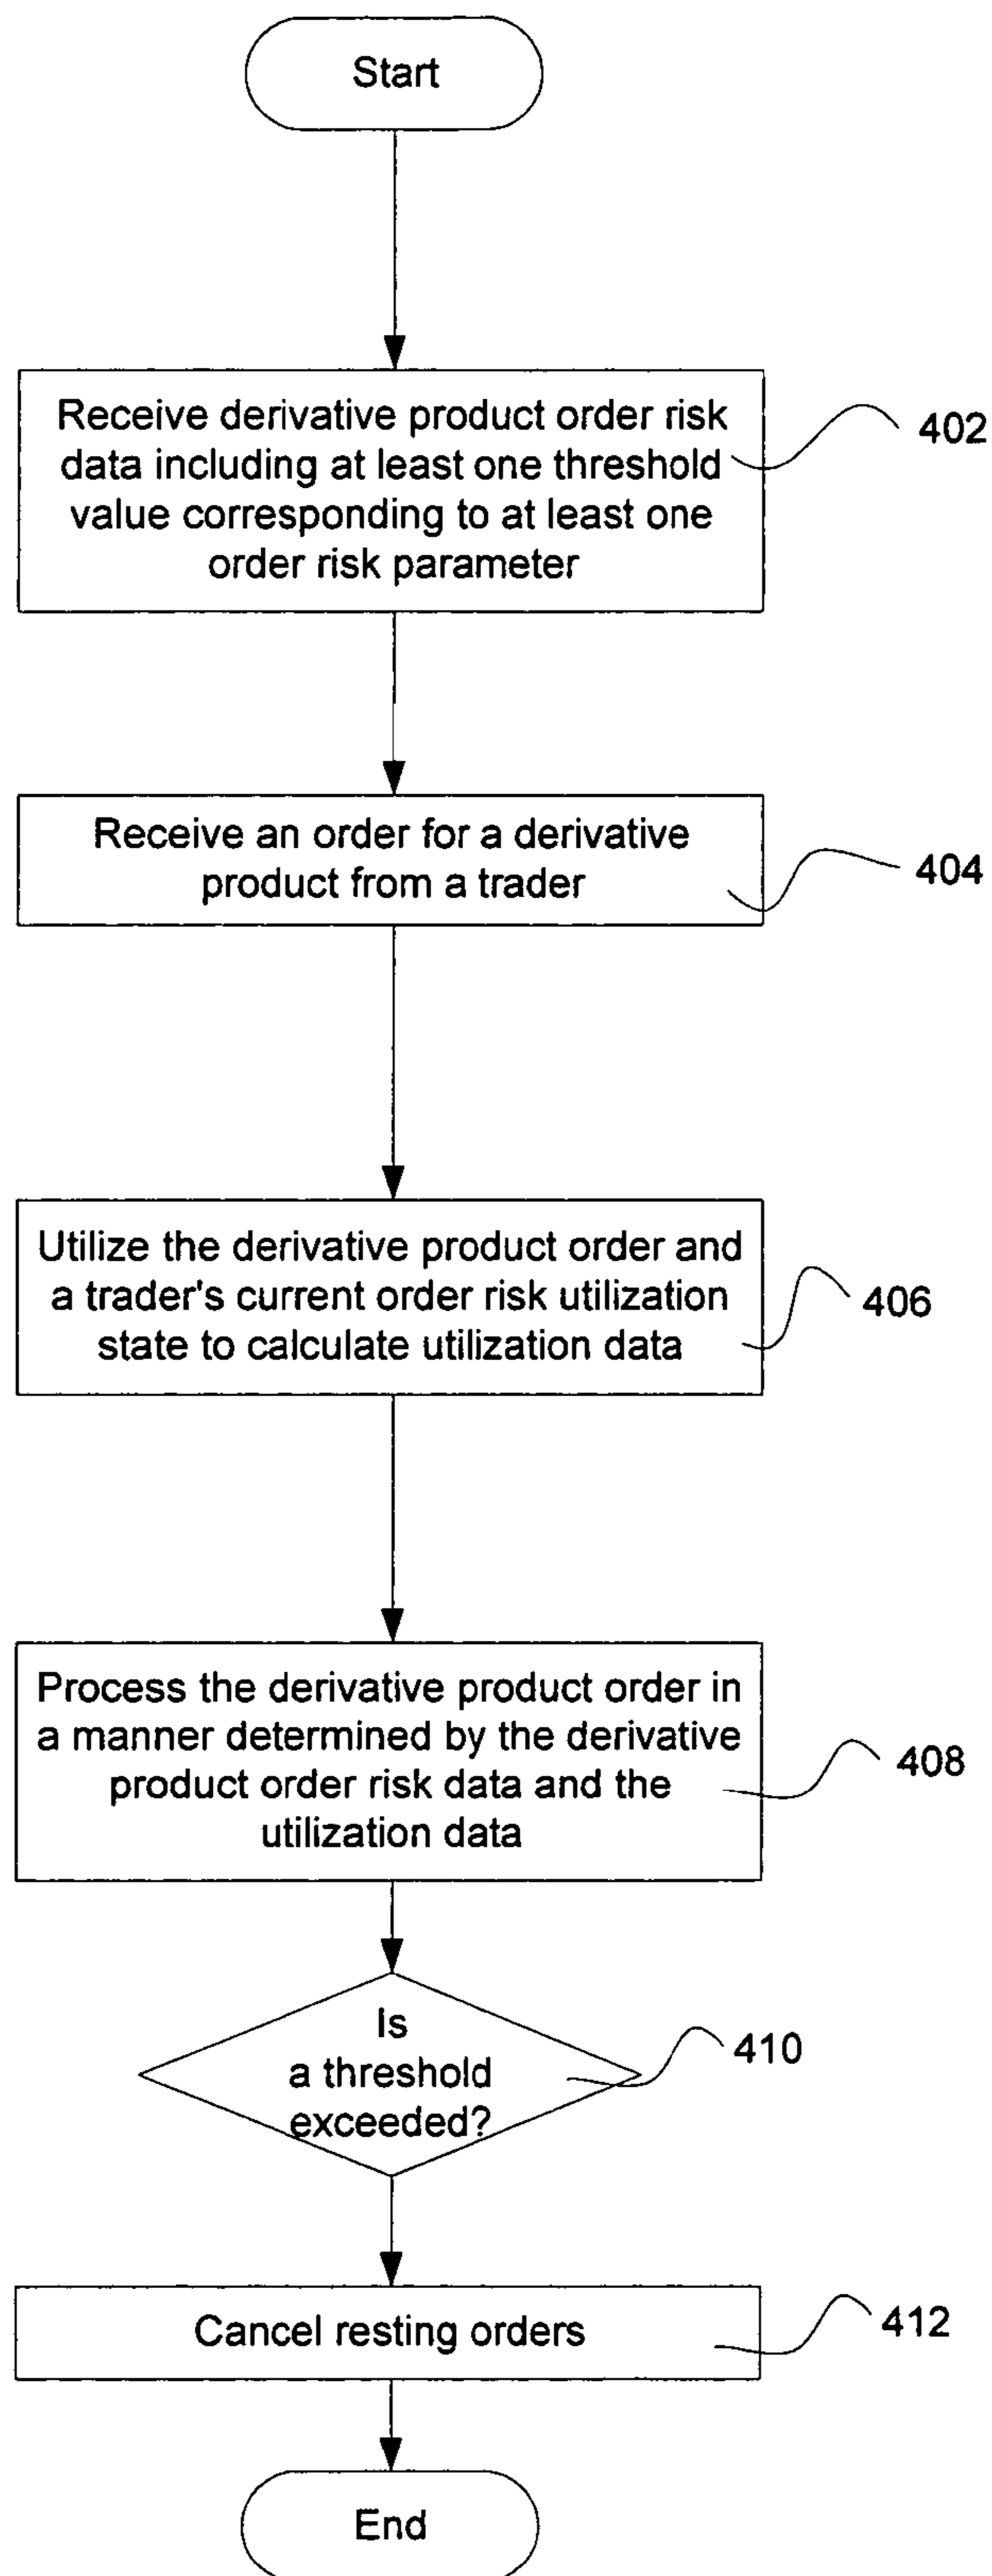 Start
Receive derivative product order risk
data including at least one threshold
value corresponding to at least one
order risk parameter
402
Receive an order for a derivative
product from a trader
404
Utilize the derivative product order and
a trader's current order risk utilization
state to calculate utilization data
406
Process the derivative product order in
a manner determined by the derivative
product order risk data and the
utilization data
408
Is
a threshold
exceeded?
410
Cancel resting orders
412
End